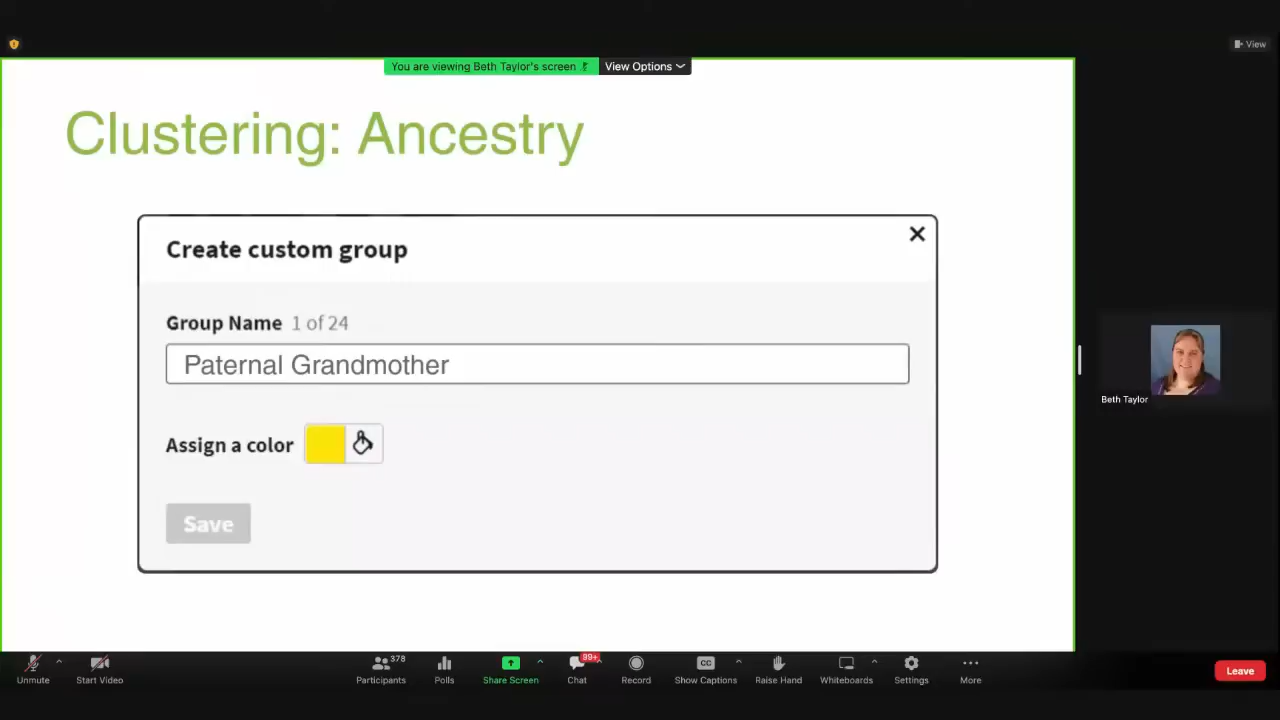 View
You are viewing Beth Taylor's screen
View Options
Clustering: Ancestry
Create custom group
Group Name 1 of 24
Paternal Grandmother
Assign a color
Save
Beth Taylor
Unmute
Start Video
378
Participants
Polls
Share Screen
99+
Chat
Record
CC
Show Captions
Raise Hand
Whiteboards
Settings
More
Leave